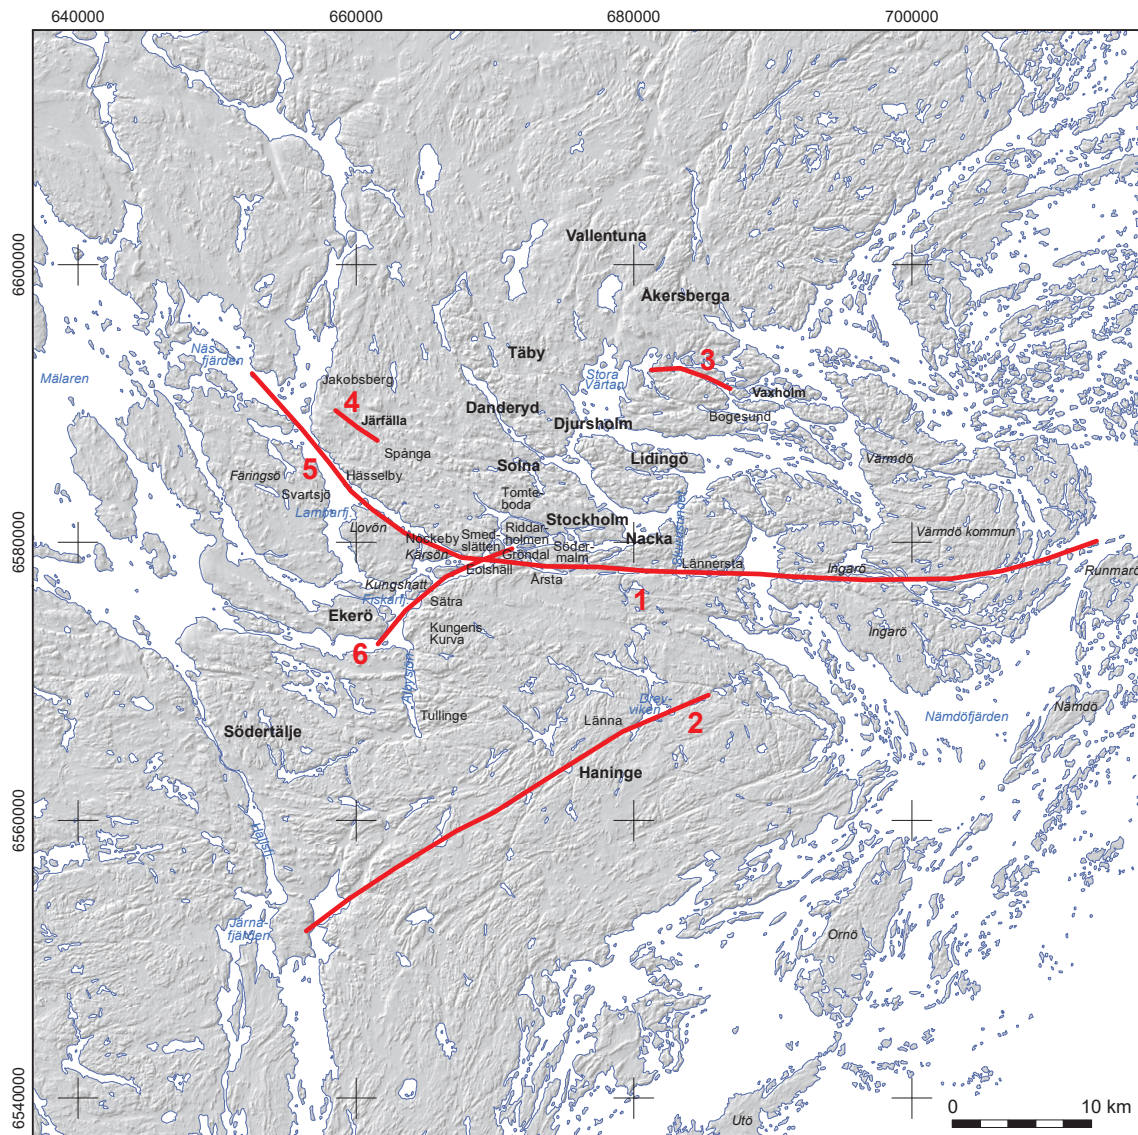 640000
660000
680000
700000
6600000
6580000
6560000
6540000
Vallentuna
Åkersberga
Näs
fjärden
Mälaren
Täby
Stora
Värtan
3
Jakobsberg
4
Järfälla
Vaxholm
Danderyd
Bogesund
Djursholm
Spånga
Solna
Lidingö
Värmdö
5
Hässelby
Färingsö
Svartsjö
Lambarfj
Tomte-
boda
Stockholm
Lovön
Riddar-
holmen
Smed-
slätten
Nockeby
Nacka
Värmdö kommun
Kärsön
Gröndal
Söder-
malm
Lännersta
Eolshäll
Ingarö
Runmarö
Kungshatt
Årsta
Fiskarfj
Sätra
1
Ekerö
Kungens
Kurva
Ingarö
6
Albysjön
Drev-
viken
Nämdö
Tullinge
Länna
2
Nämdöfjärden
Södertälje
Haninge
Hallsfj
Järna-
fjärden
Ornö
Utö
0
10 km